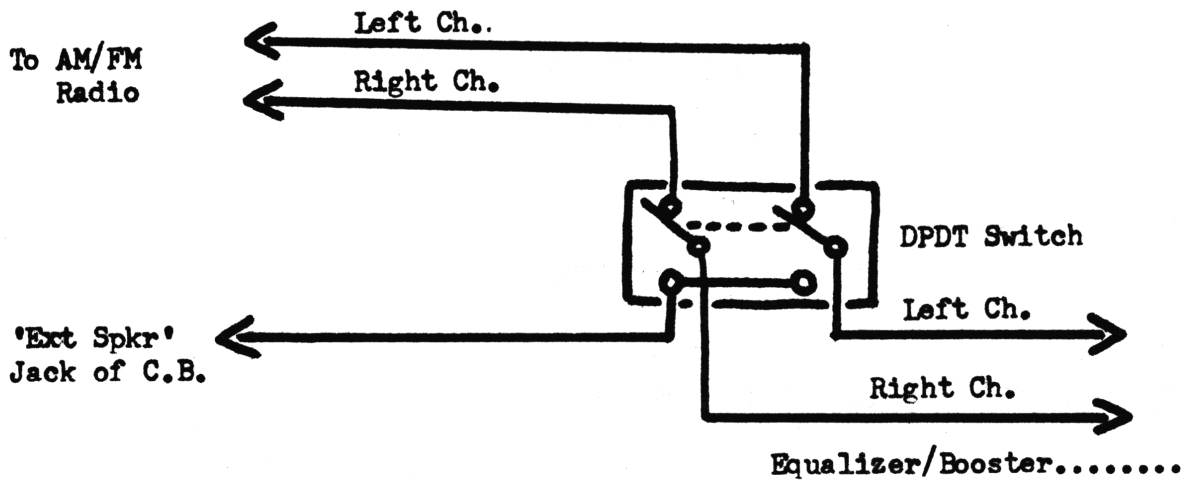 Left Ch..
To AM/FM
Radio
Right Ch.
DPDT Switch
Left Ch.
'Ext Spkr'
Jack of C.B.
Right Ch.
Equalizer/Booster........